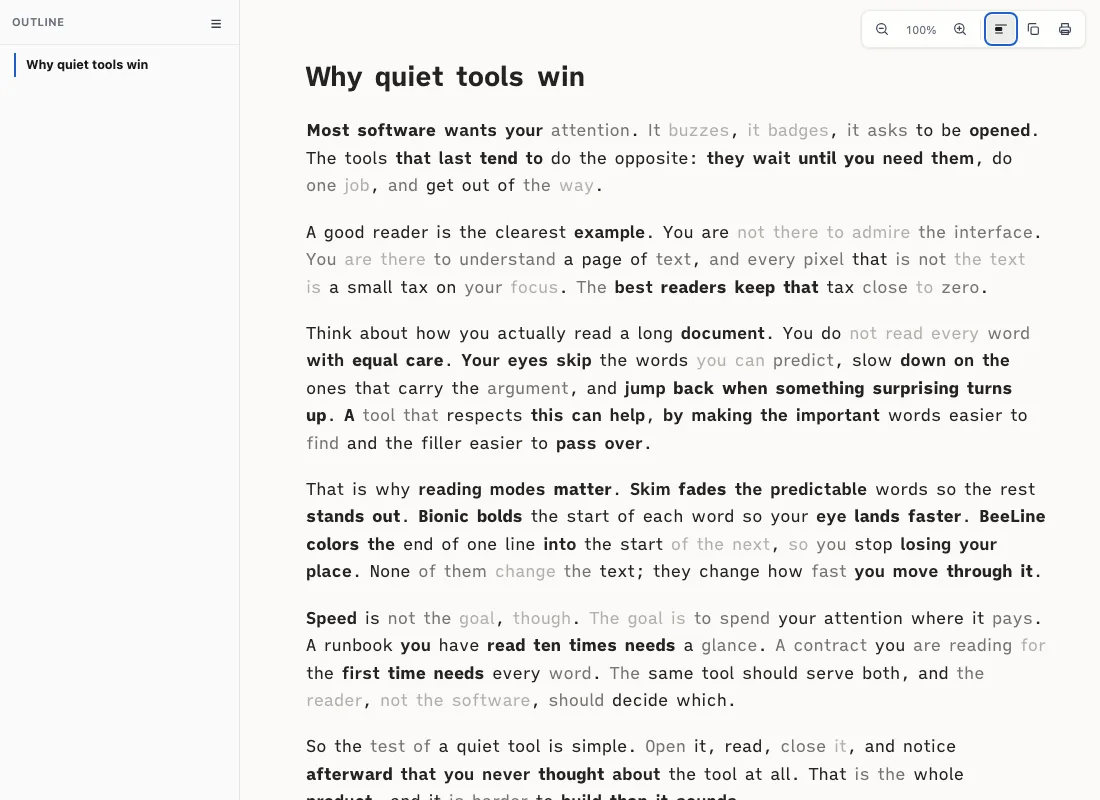 OUTLINE
100%
Why quiet tools win
Why quiet tools win
Most software wants your attention. It buzzes, it badges, it asks to be opened.
The tools that last tend to do the opposite: they wait until you need them, do
one job, and get out of the way.
A good reader is the clearest example. You are not there to admire the interface.
You are there to understand a page of text, and every pixel that is not the text
is a small tax on your focus. The best readers keep that tax close to zero.
Think about how you actually read a long document. You do not read every word
with equal care. Your eyes skip the words you can predict, slow down on the
ones that carry the argument, and jump back when something surprising turns
up. A tool that respects this can help, by making the important words easier to
find and the filler easier to pass over.
That is why reading modes matter. Skim fades the predictable words so the rest
stands out. Bionic bolds the start of each word so your eye lands faster. BeeLine
colors the end of one line into the start of the next, so you stop losing your
place. None of them change the text; they change how fast you move through it.
Speed is not the goal, though. The goal is to spend your attention where it pays.
A runbook you have read ten times needs a glance. A contract you are reading for
the first time needs every word. The same tool should serve both, and the
reader, not the software, should decide which.
So the test of a quiet tool is simple. Open it, read, close it, and notice
afterward that you never thought about the tool at all. That is the whole
product, and it is harder to build than it sounds.